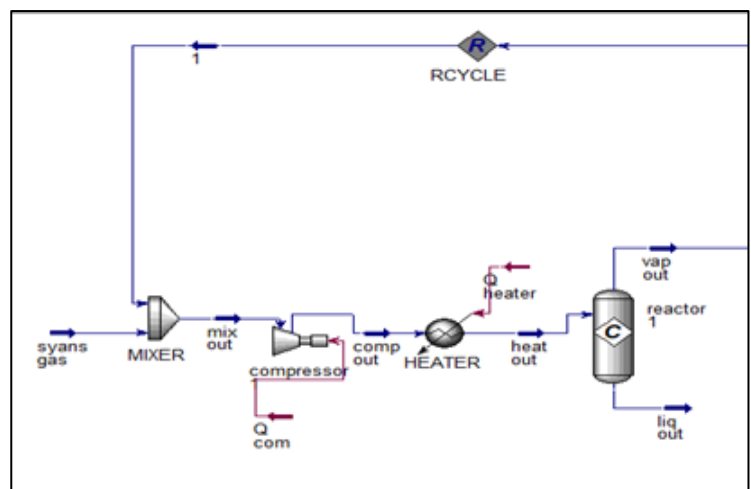 R
1
RCYCLE
Q
heater
vap
out
reactor
1
C
syans
gas
MIXER
mix
out
compressor
1
comp
out
HEATER
heat
out
Q
com
liq
out